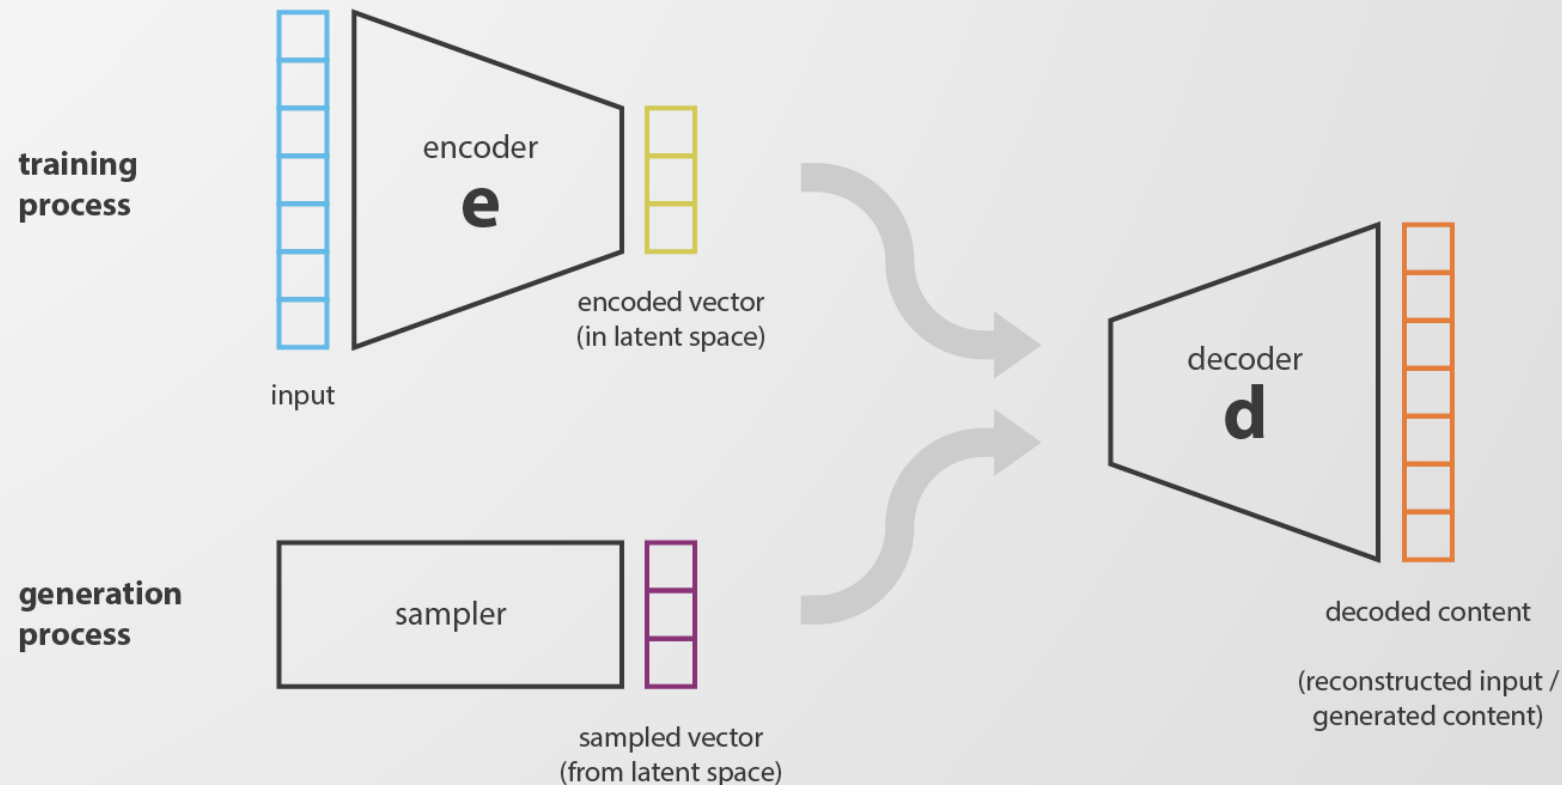 training
process
encoder
e
encoded vector
(in latent space)
input
decoder
d
generation
process
sampler
sampled vector
(from latent space)
decoded content
(reconstructed input /
generated content)